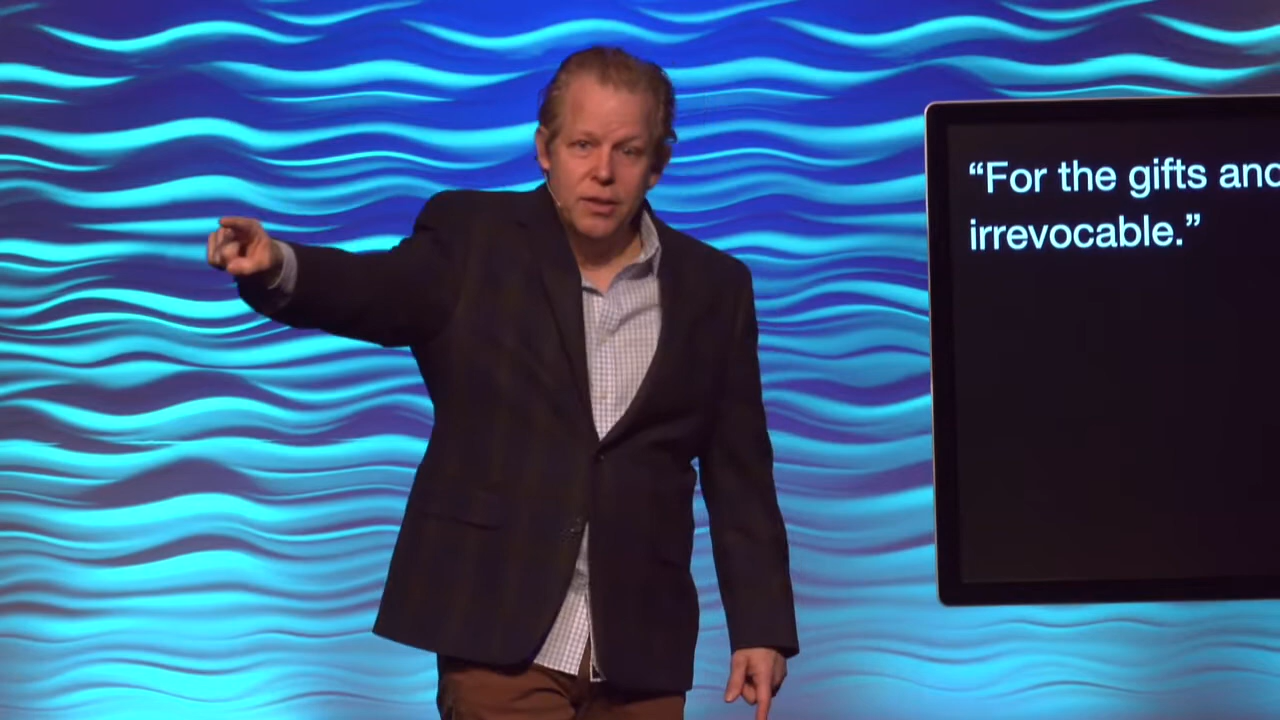 “For the gifts and
irrevocable.”